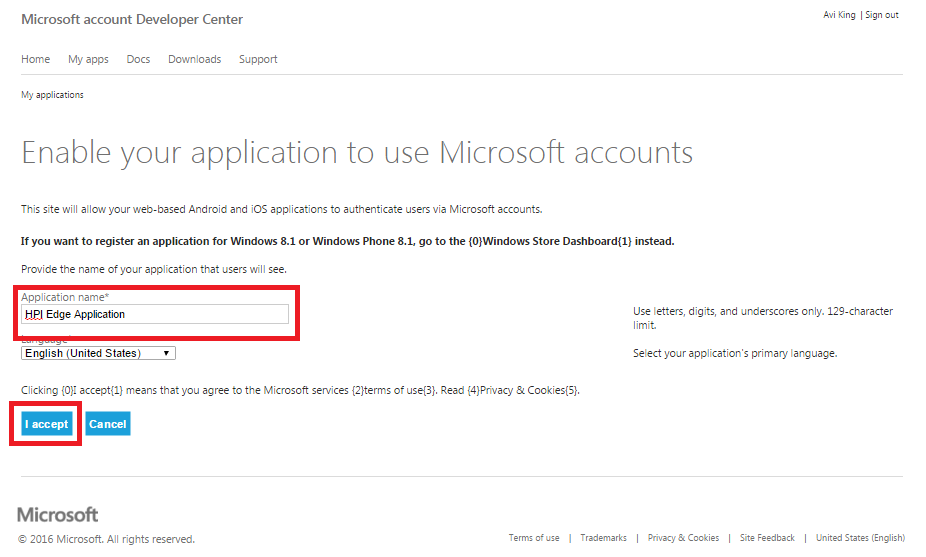 Microsoft account Developer Center
Avi King | Sign out
Home My apps Docs Downloads Support
My applications
Enable your application to use Microsoft accounts
This site will allow your web-based Android and iOS applications to authenticate users via Microsoft accounts.
If you want to register an application for Windows 8.1 or Windows Phone 8.1, go to the {0}Windows Store Dashboard{1} instead.
Provide the name of your application that users will see.
Application name*
HPI Edge Application
Use letters, digits, and underscores only. 129-character
limit.
Language*
English (United States)
Select your application's primary language.
Clicking {0}I accept{1} means that you agree to the Microsoft services {2}terms of use{3}. Read {4}Privacy & Cookies{5}.
I accept Cancel
Microsoft
© 2016 Microsoft. All rights reserved.
Terms of use | Trademarks | Privacy & Cookies | Site Feedback | United States (English)